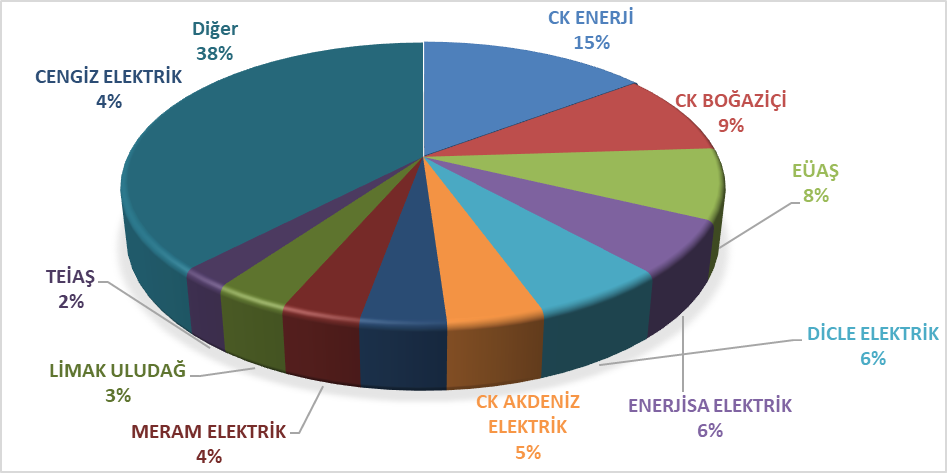 CK ENERJİ
15%
CK BOĞAZİÇİ
9%
EÜAŞ
8%
DİCLE ELEKTRİK
6%
ENERJİSA ELEKTRİK
6%
CK AKDENİZ
ELEKTRİK
5%
MERAM ELEKTRİK
4%
LİMAK ULUDAĞ
3%
TEİAŞ
2%
CENGİZ ELEKTRİK
4%
Diğer
38%